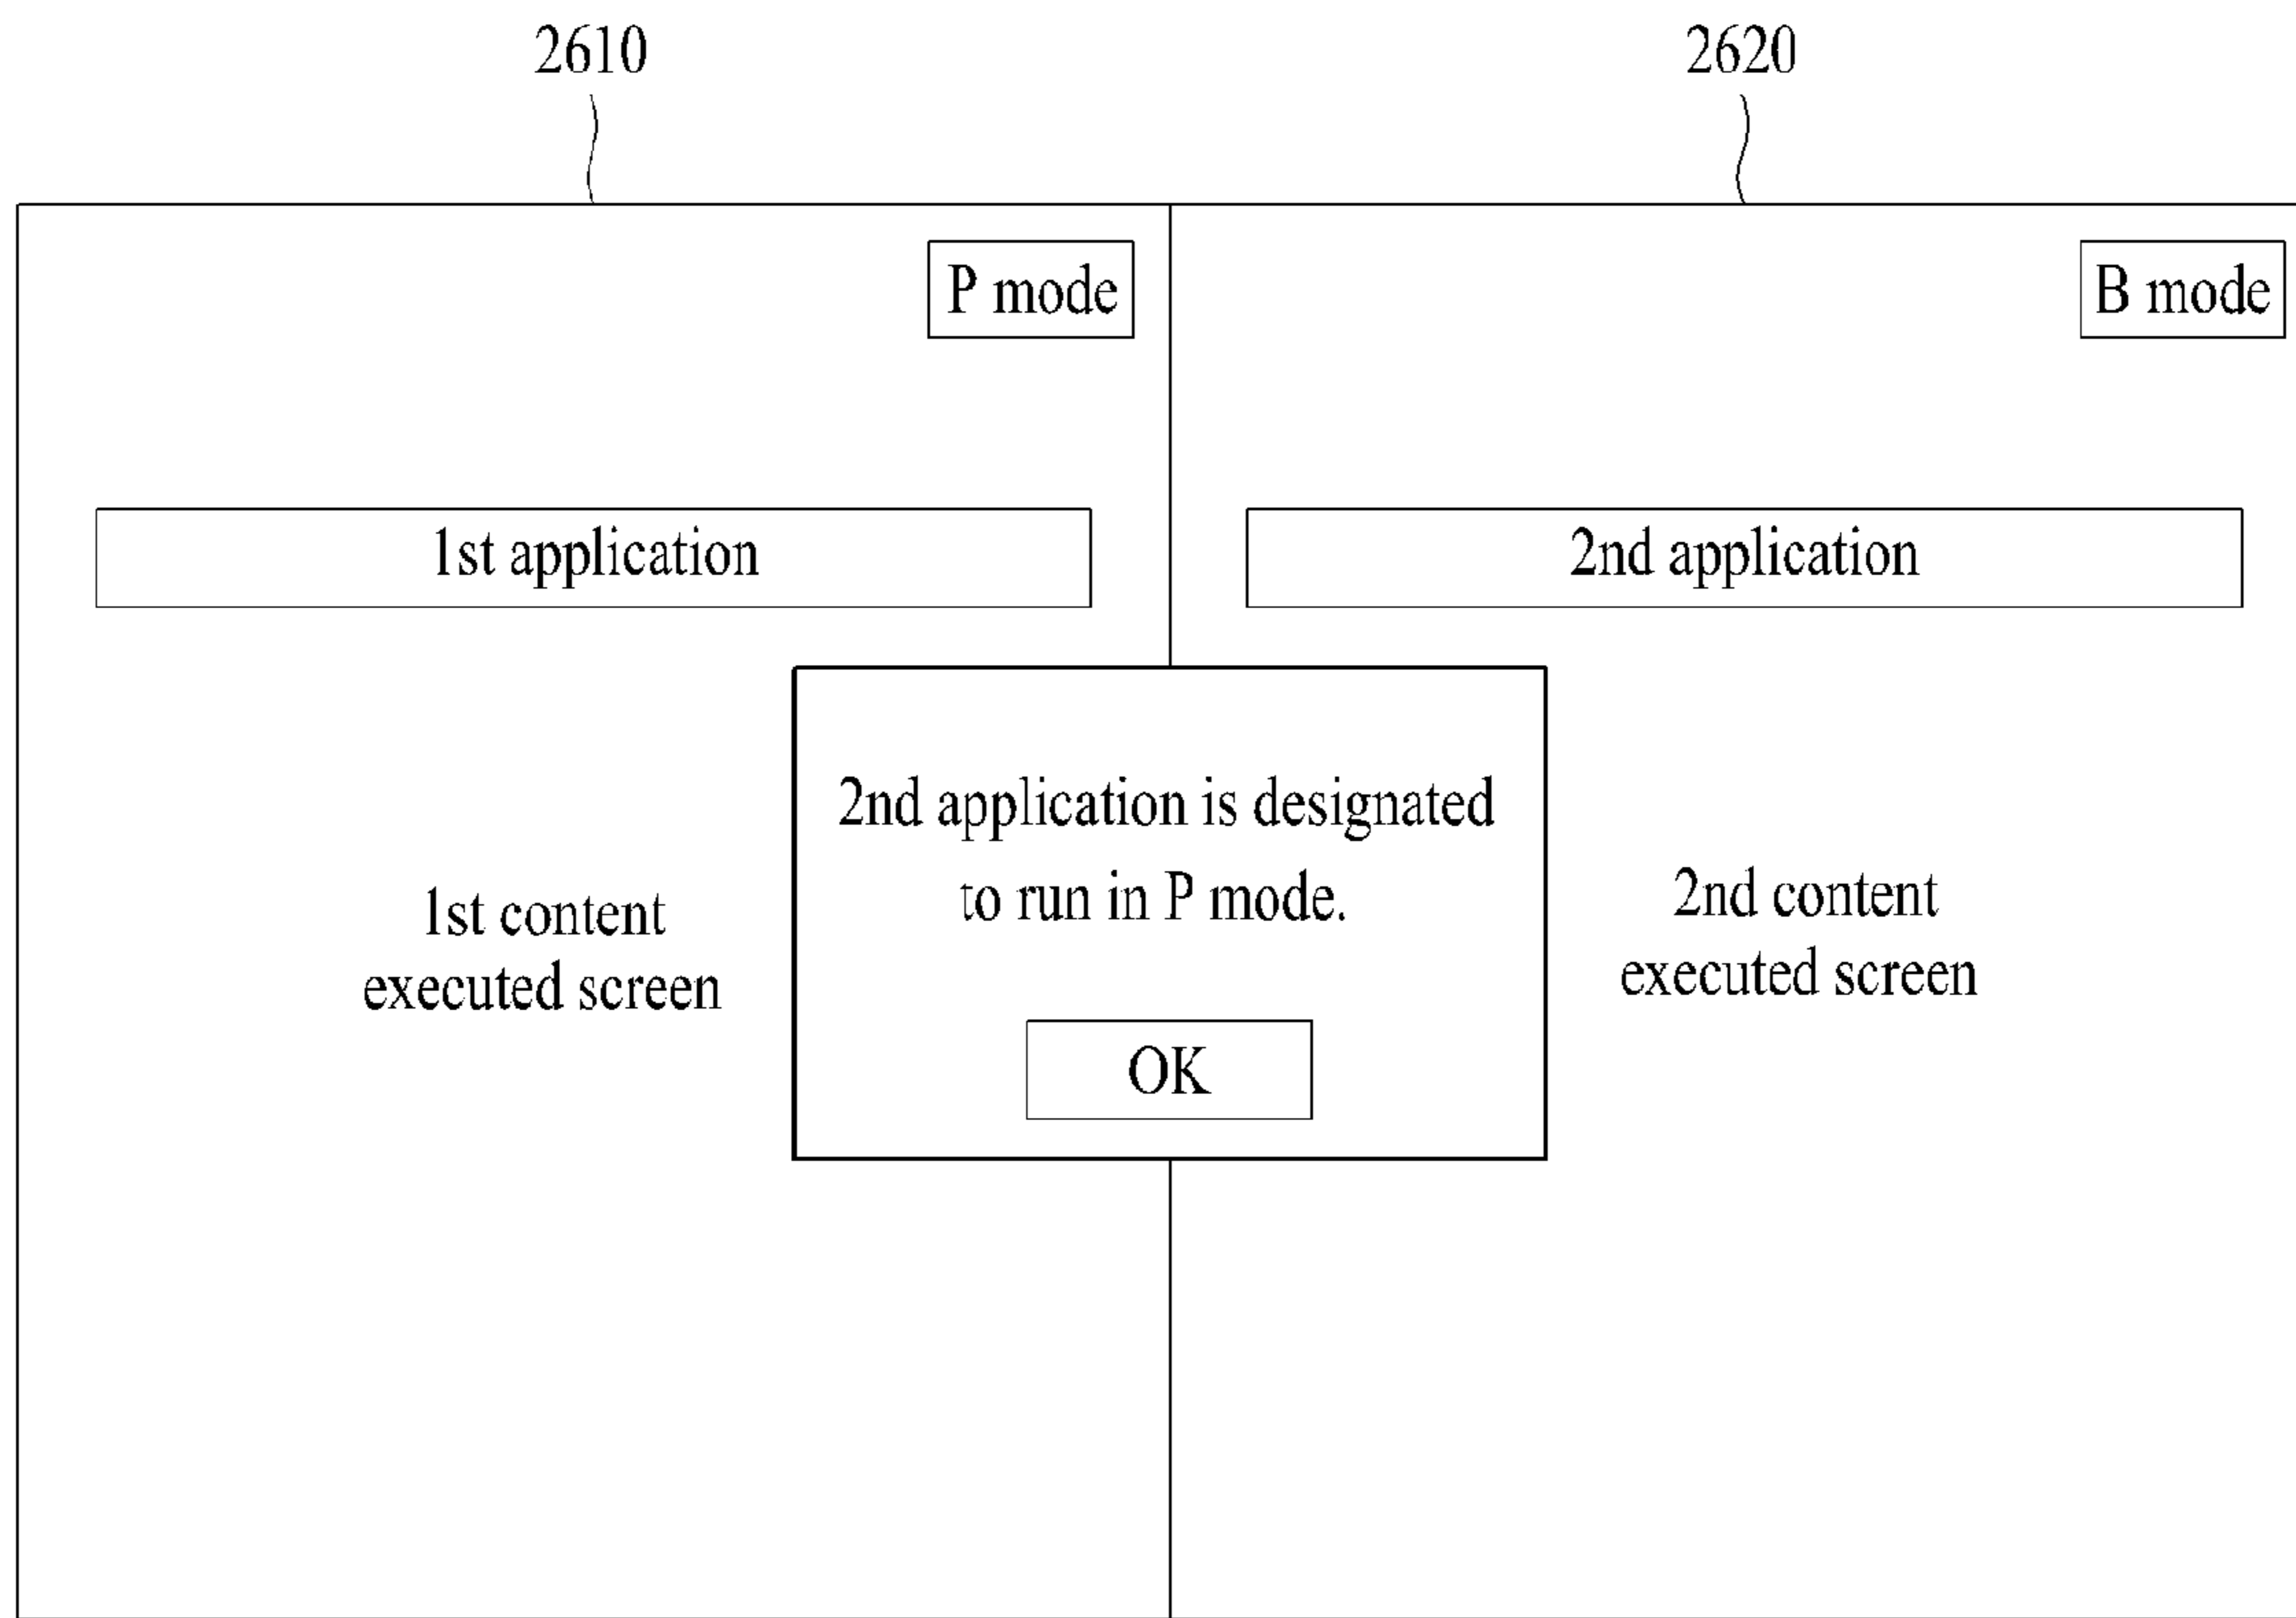 2610
2620
P mode
B mode
1st application
2nd application
2nd application is designated
to run in P mode.
OK
1st content
executed screen
2nd content
executed screen